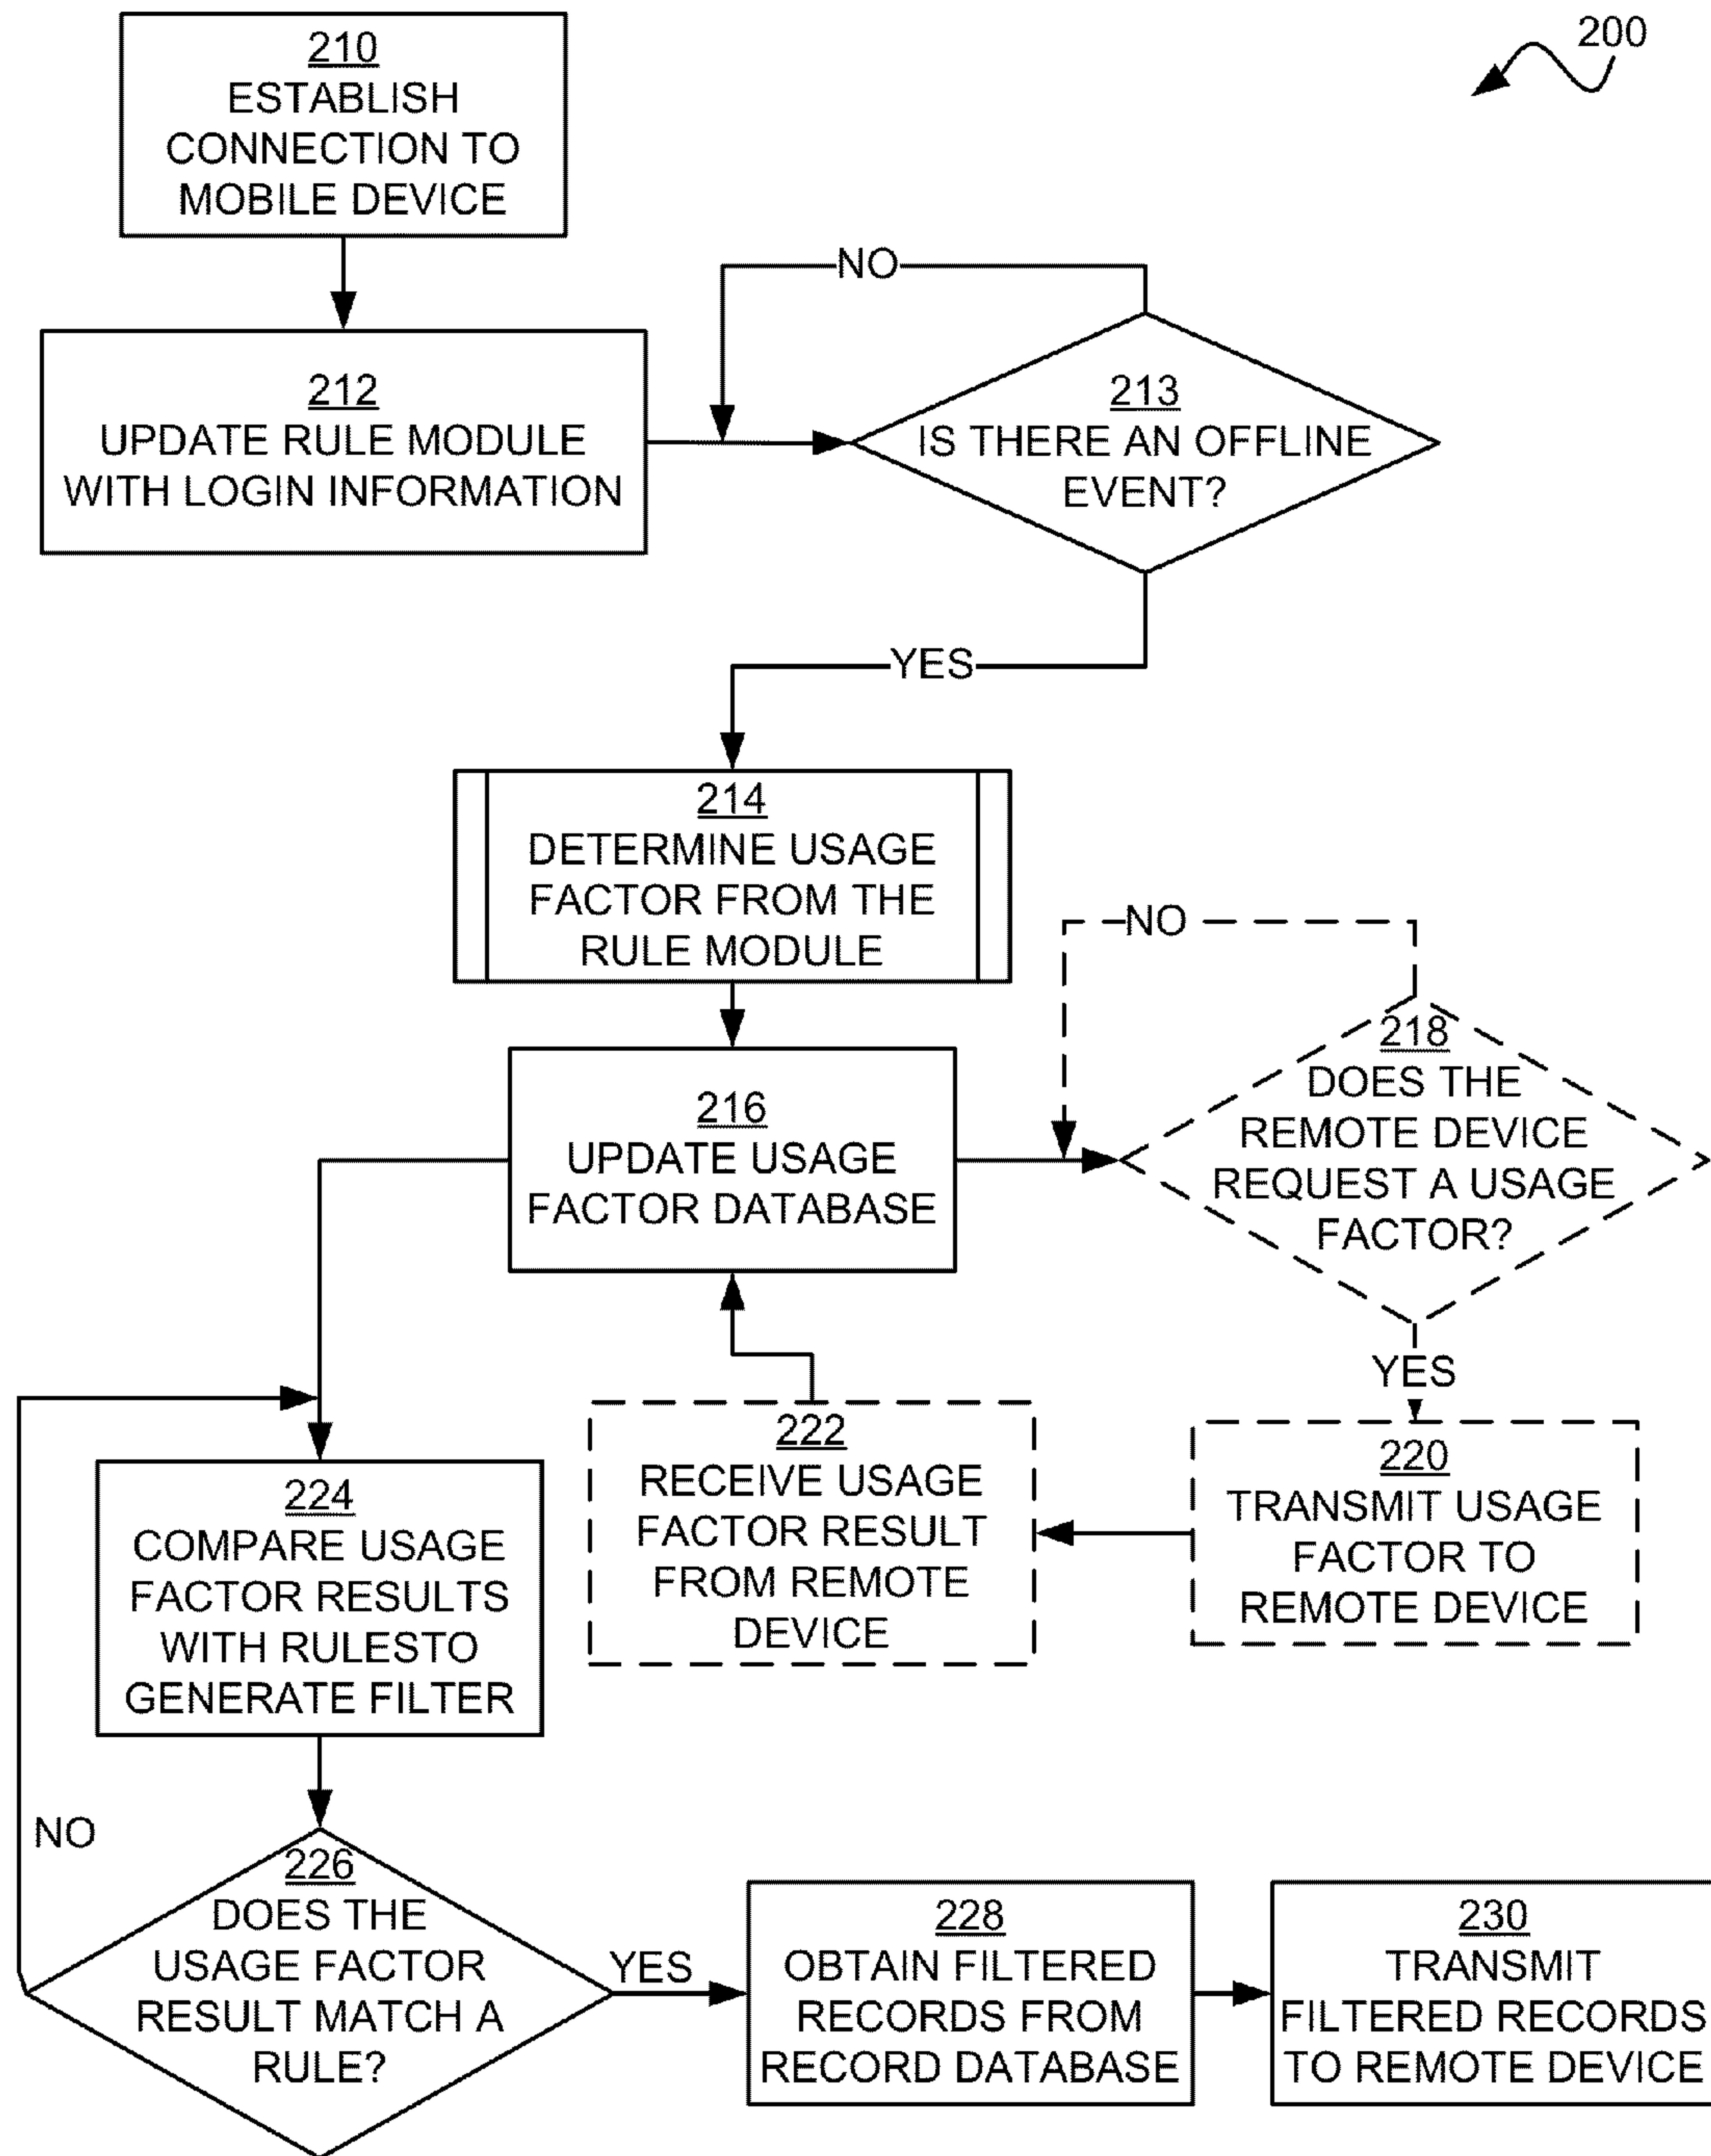 200
210
ESTABLISH
CONNECTION TO
MOBILE DEVICE
NO
212
UPDATE RULE MODULE
WITH LOGIN INFORMATION
213
IS THERE AN OFFLINE
EVENT?
YES
214
DETERMINE USAGE
FACTOR FROM THE
RULE MODULE
NO
216
UPDATE USAGE
FACTOR DATABASE
218
DOES THE
REMOTE DEVICE
REQUEST A USAGE
FACTOR?
YES
220
TRANSMIT USAGE
FACTOR TO
REMOTE DEVICE
222
RECEIVE USAGE
FACTOR RESULT
FROM REMOTE
DEVICE
224
COMPARE USAGE
FACTOR RESULTS
WITH RULESTO
GENERATE FILTER
NO
226
DOES THE
USAGE FACTOR
RESULT MATCH A
RULE?
YES
228
OBTAIN FILTERED
RECORDS FROM
RECORD DATABASE
230
TRANSMIT
FILTERED RECORDS
TO REMOTE DEVICE